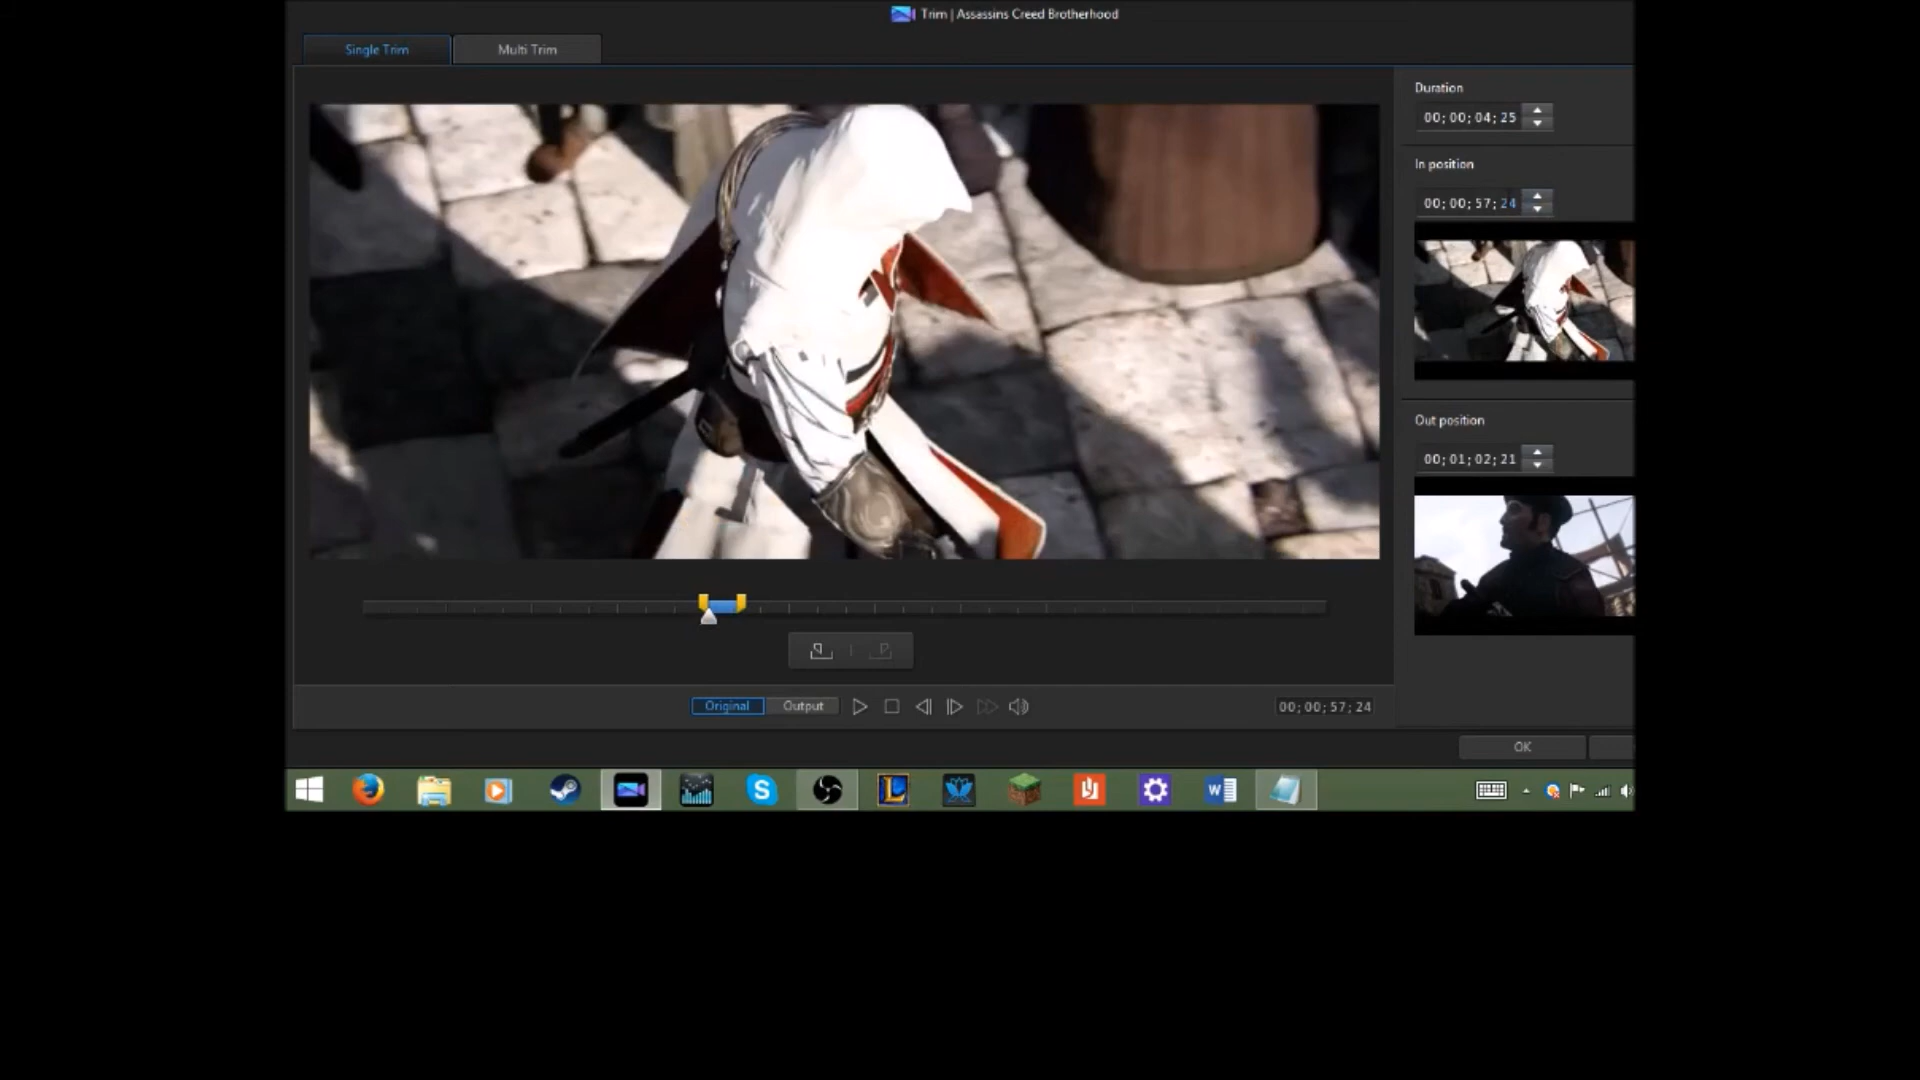 Trim | Assassins Creed Brotherhood
Single Trim
Multi Trim
Duration
00; 00; 04; 25
In position
00; 00; 57; 24
Out position
00; 01; 02; 21
Original
Output
00; 00; 57; 24
OK